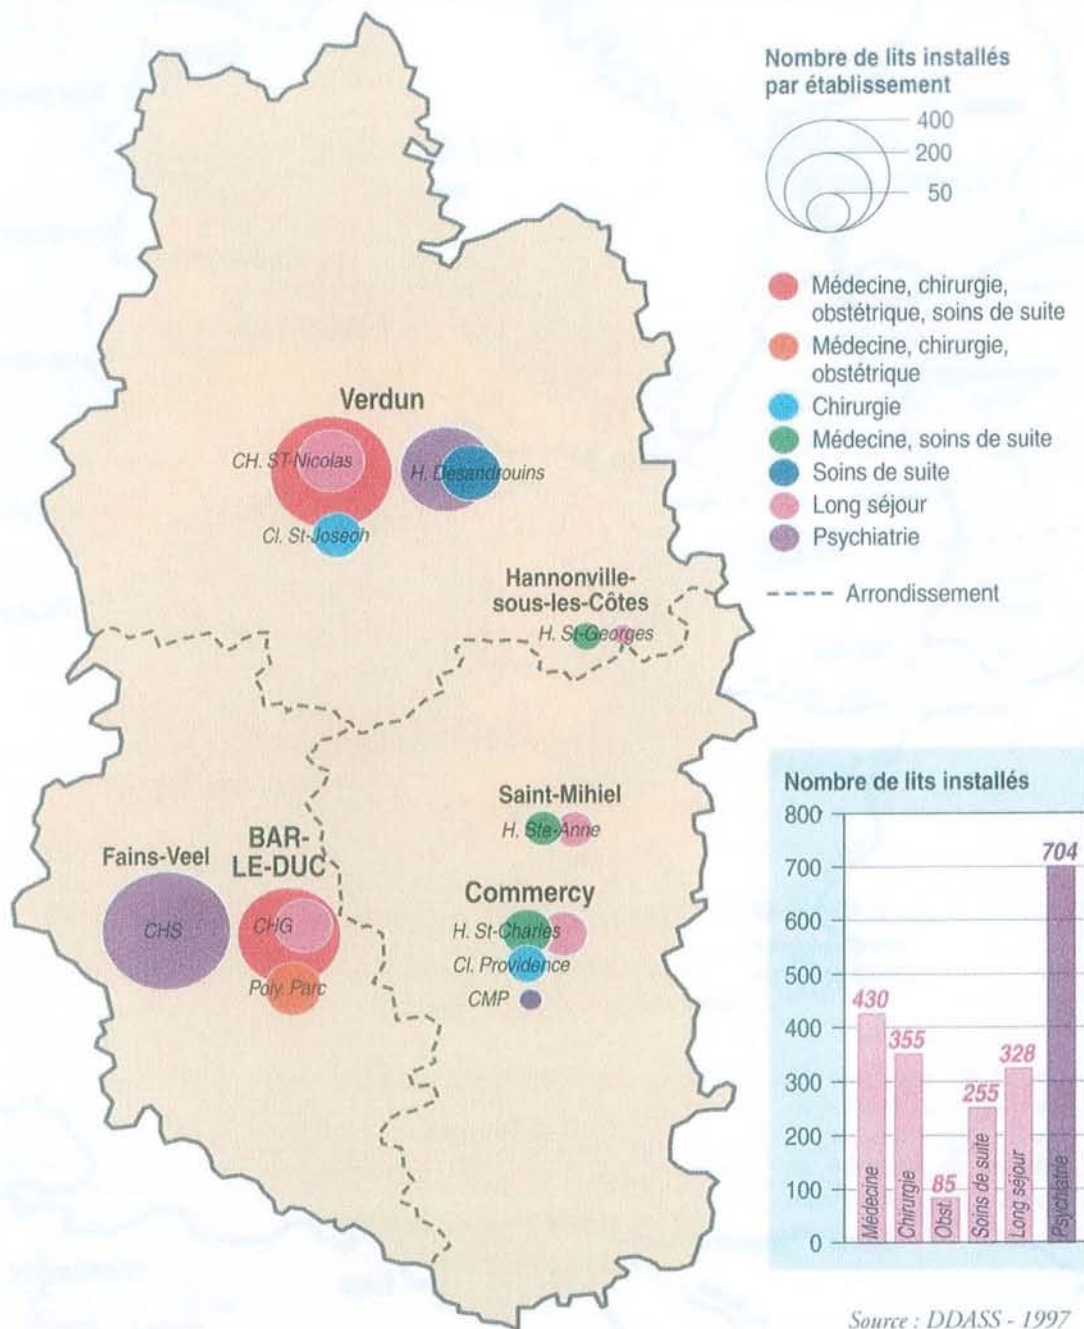 Nombre de lits installés
par établissement
400
200
50
Médecine, chirurgie,
obstétrique, soins de suite
Médecine, chirurgie,
obstétrique
Chirurgie
Médecine, soins de suite
Soins de suite
Long séjour
Psychiatrie
Arrondissement
Verdun
CH. ST-Nicolas
H. Desandrouins
Cl. St-Joseph
Hannonville-
sous-les-Côtes
H. St-Georges
Saint-Mihiel
H. Ste-Anne
Fains-Veel
CHS
BAR-
LE-DUC
CHG
Poly. Parc
Commercy
H. St-Charles
Cl. Providence
CMP
Nombre de lits installés
800
700
600
500
400
300
200
100
0
430
355
85
255
328
704
Médecine
Chirurgie
Obst.
Soins de suite
Long séjour
Psychiatrie
Source : DDASS - 1997